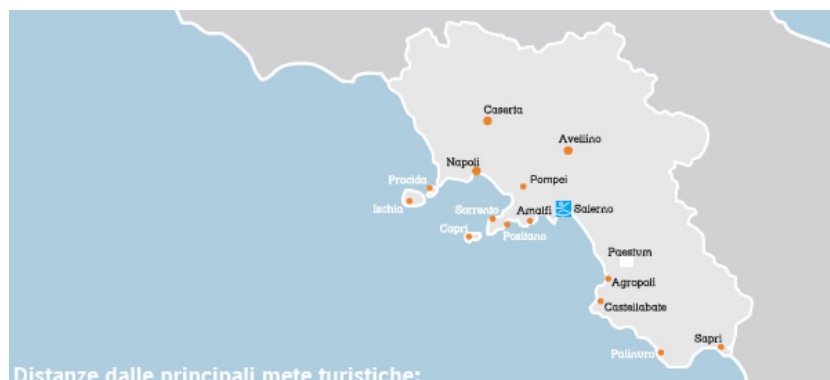 Caserta
Avellino
Napoli
Procida
Pompei
Ischia
Sorrento
Amalfi
Salerno
Capri
Positano
Paestum
Agropoli
Castellabate
Sapri
Palinuro
Distanze dalle principali mete turistiche: